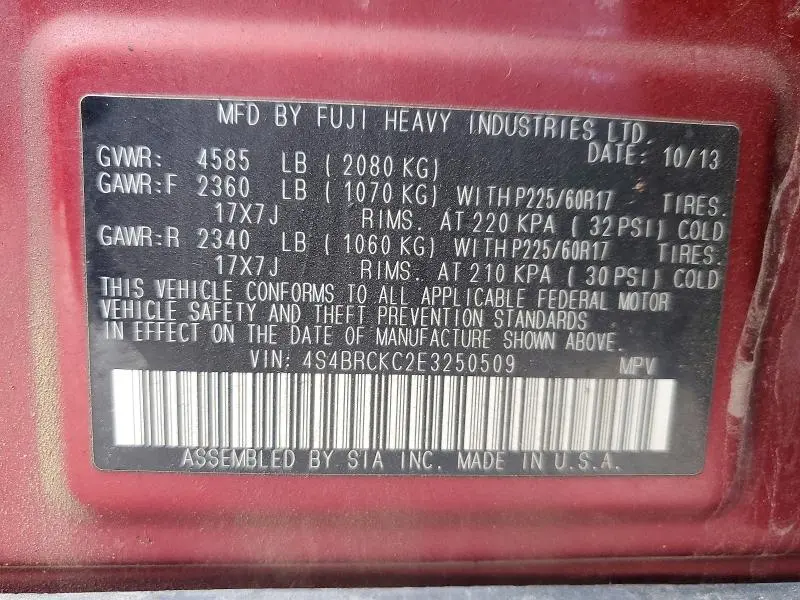 MFD BY FUJI HEAVY INDUSTRIES LTD.
DATE: 10/13
GVWR: 4585 LB ( 2080 KG)
GAWR:F 2360 LB ( 1070 KG) WITH P225/60R17 TIRES.
17X7J RIMS. AT 220 KPA ( 32 PSI) COLD
GAWR:R 2340 LB ( 1060 KG) WITH P225/60R17 TIRES.
17X7J RIMS. AT 210 KPA ( 30 PSI) COLD
THIS VEHICLE CONFORMS TO ALL APPLICABLE FEDERAL MOTOR
VEHICLE SAFETY AND THEFT PREVENTION STANDARDS
IN EFFECT ON THE DATE OF MANUFACTURE SHOWN ABOVE.
VIN: 4S4BRCKC2E3250509 MPV
ASSEMBLED BY SIA INC. MADE IN U.S.A.